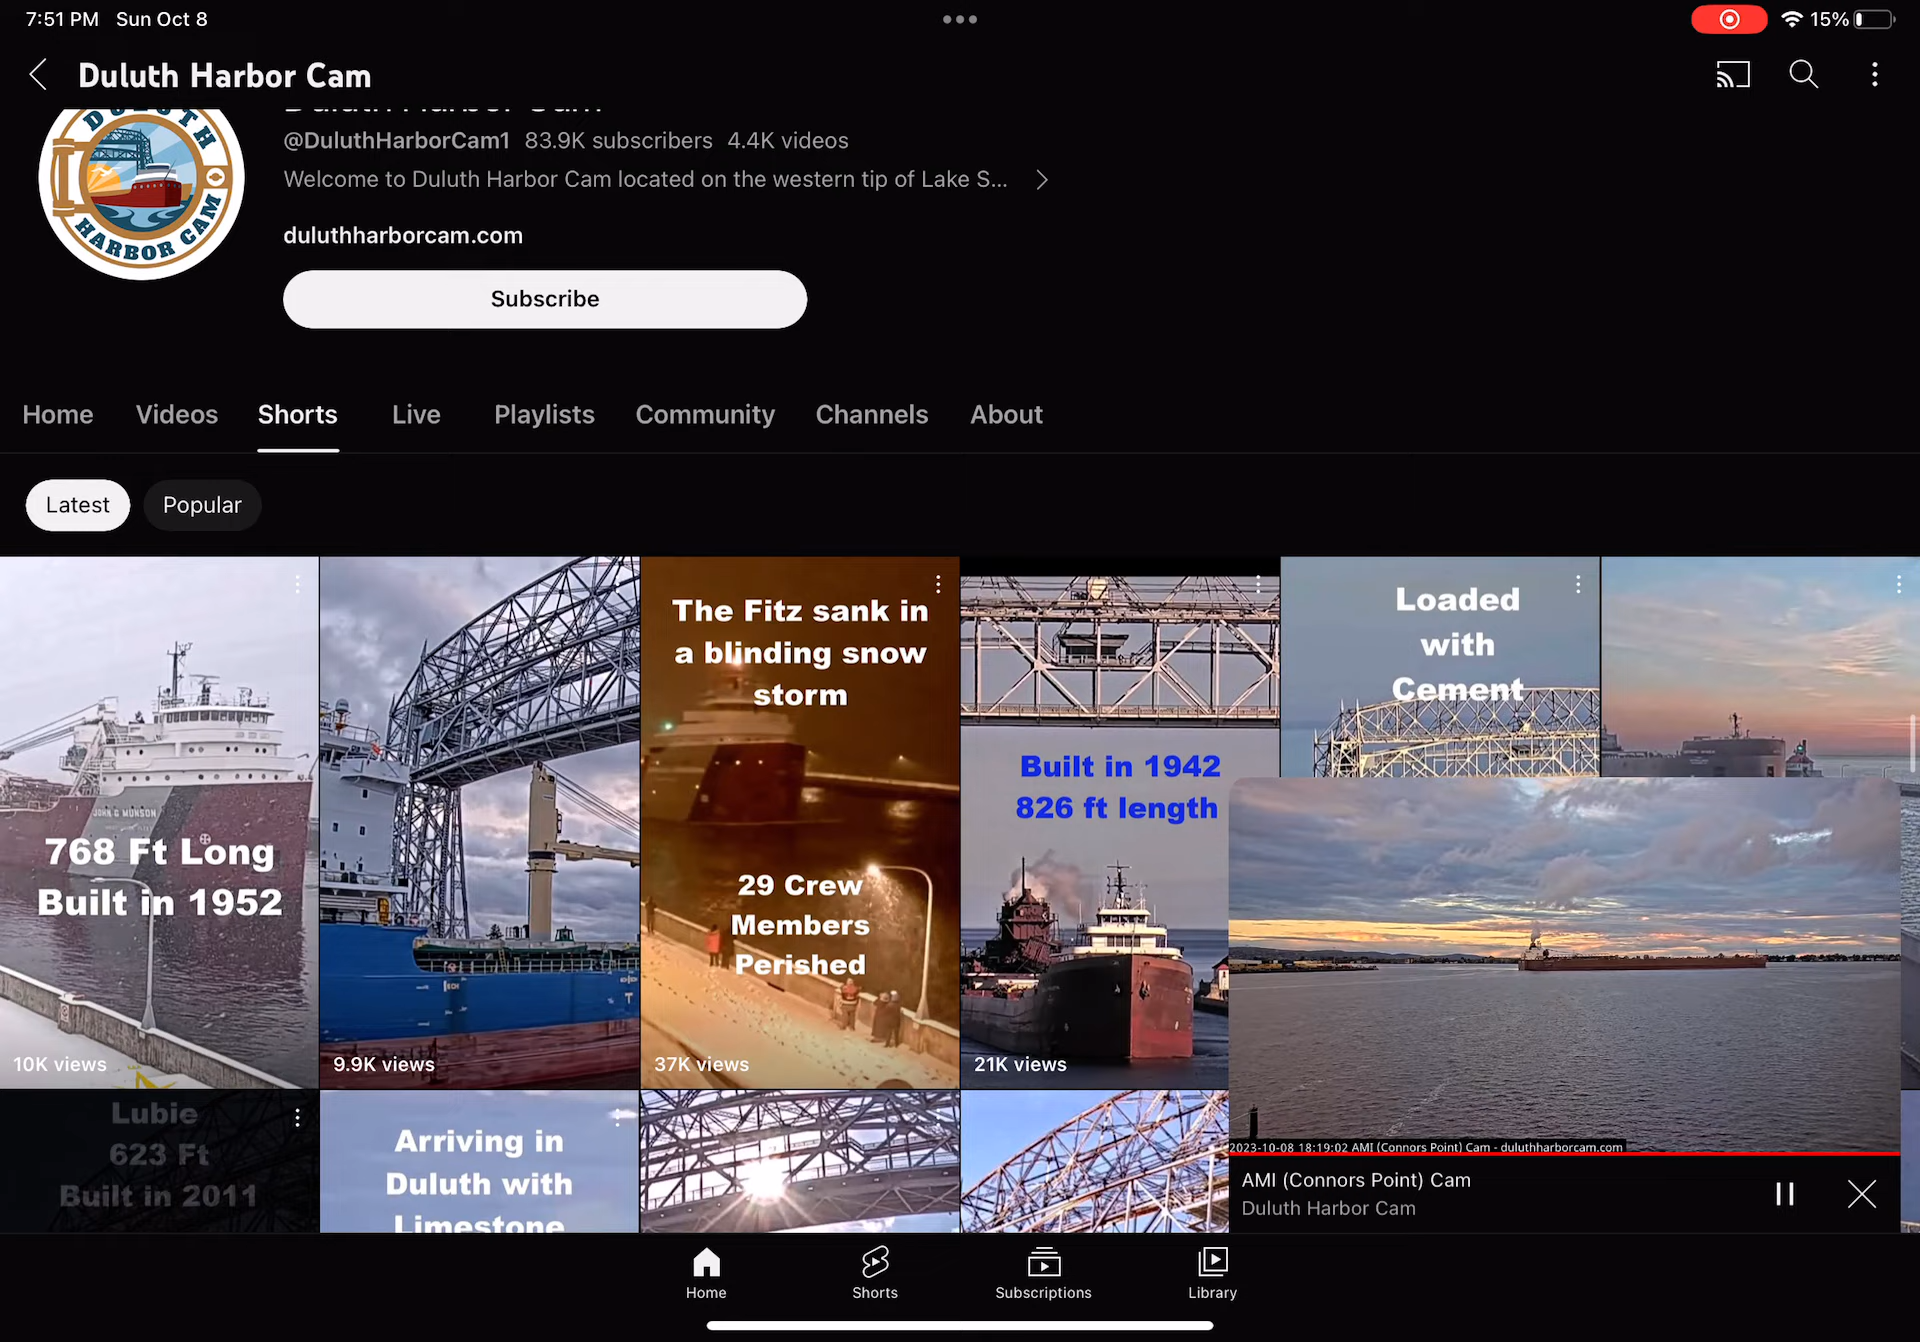 7:51 PM Sun Oct 8
15%
Duluth Harbor Cam
DULUTH
HARBOR CAM
@DuluthHarborCam1 83.9K subscribers 4.4K videos
Welcome to Duluth Harbor Cam located on the western tip of Lake S...
duluthharborcam.com
Subscribe
Home Videos Shorts Live Playlists Community Channels About
Latest Popular
JOHN G MUNSON
768 Ft Long
Built in 1952
10K views
9.9K views
The Fitz sank in
a blinding snow
storm
29 Crew
Members
Perished
37K views
Built in 1942
826 ft length
21K views
Loaded
with
Cement
Lubie
623 Ft
Built in 2011
Arriving in
Duluth with
Limestone
2023-10-08 18:19:02 AMI (Connors Point) Cam - duluthharborcam.com
AMI (Connors Point) Cam
Duluth Harbor Cam
Home Shorts Subscriptions Library